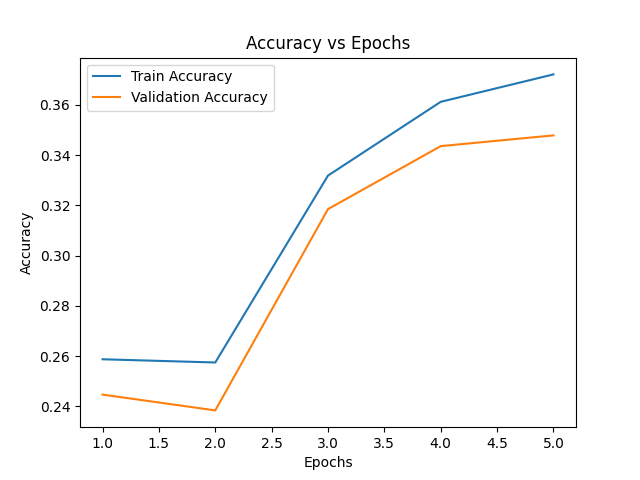 Accuracy vs Epochs
Train Accuracy
Validation Accuracy
Accuracy
0.36
0.34
0.32
0.30
0.28
0.26
0.24
1.0 1.5 2.0 2.5 3.0 3.5 4.0 4.5 5.0
Epochs